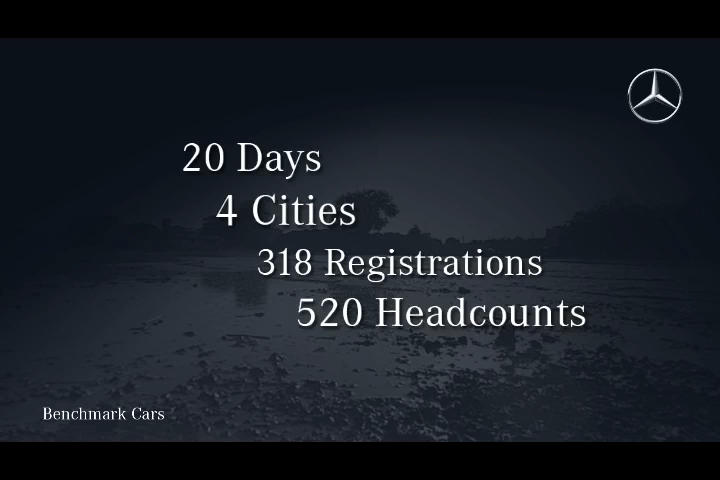 20 Days
4 Cities
318 Registrations
520 Headcounts
Benchmark Cars